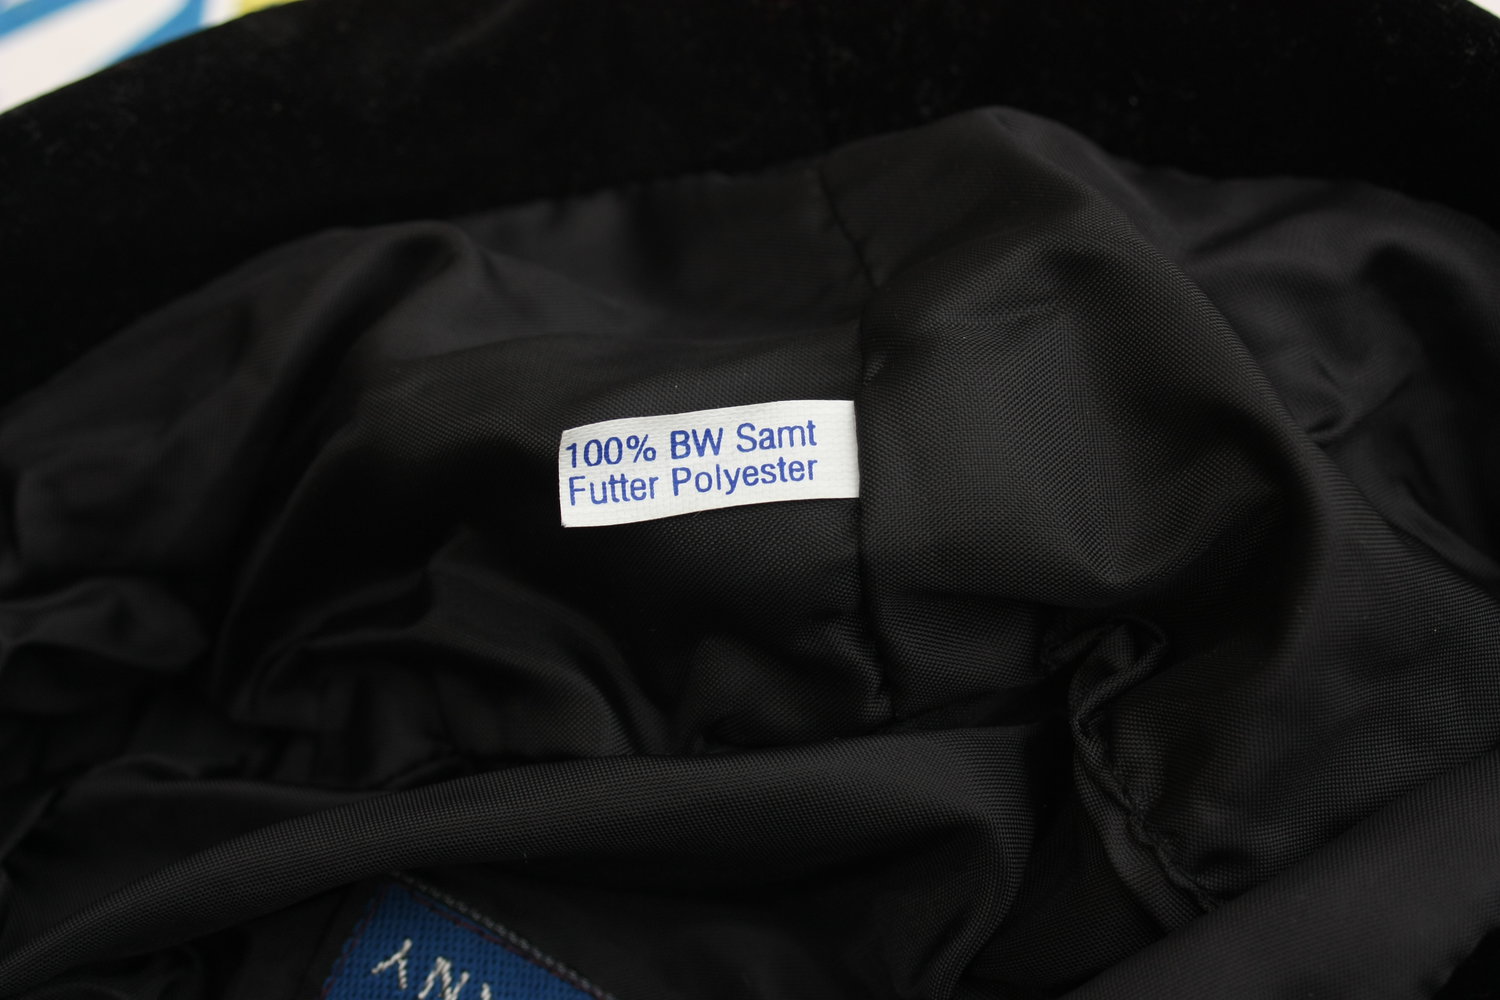 100% BW Samt
Futter Polyester